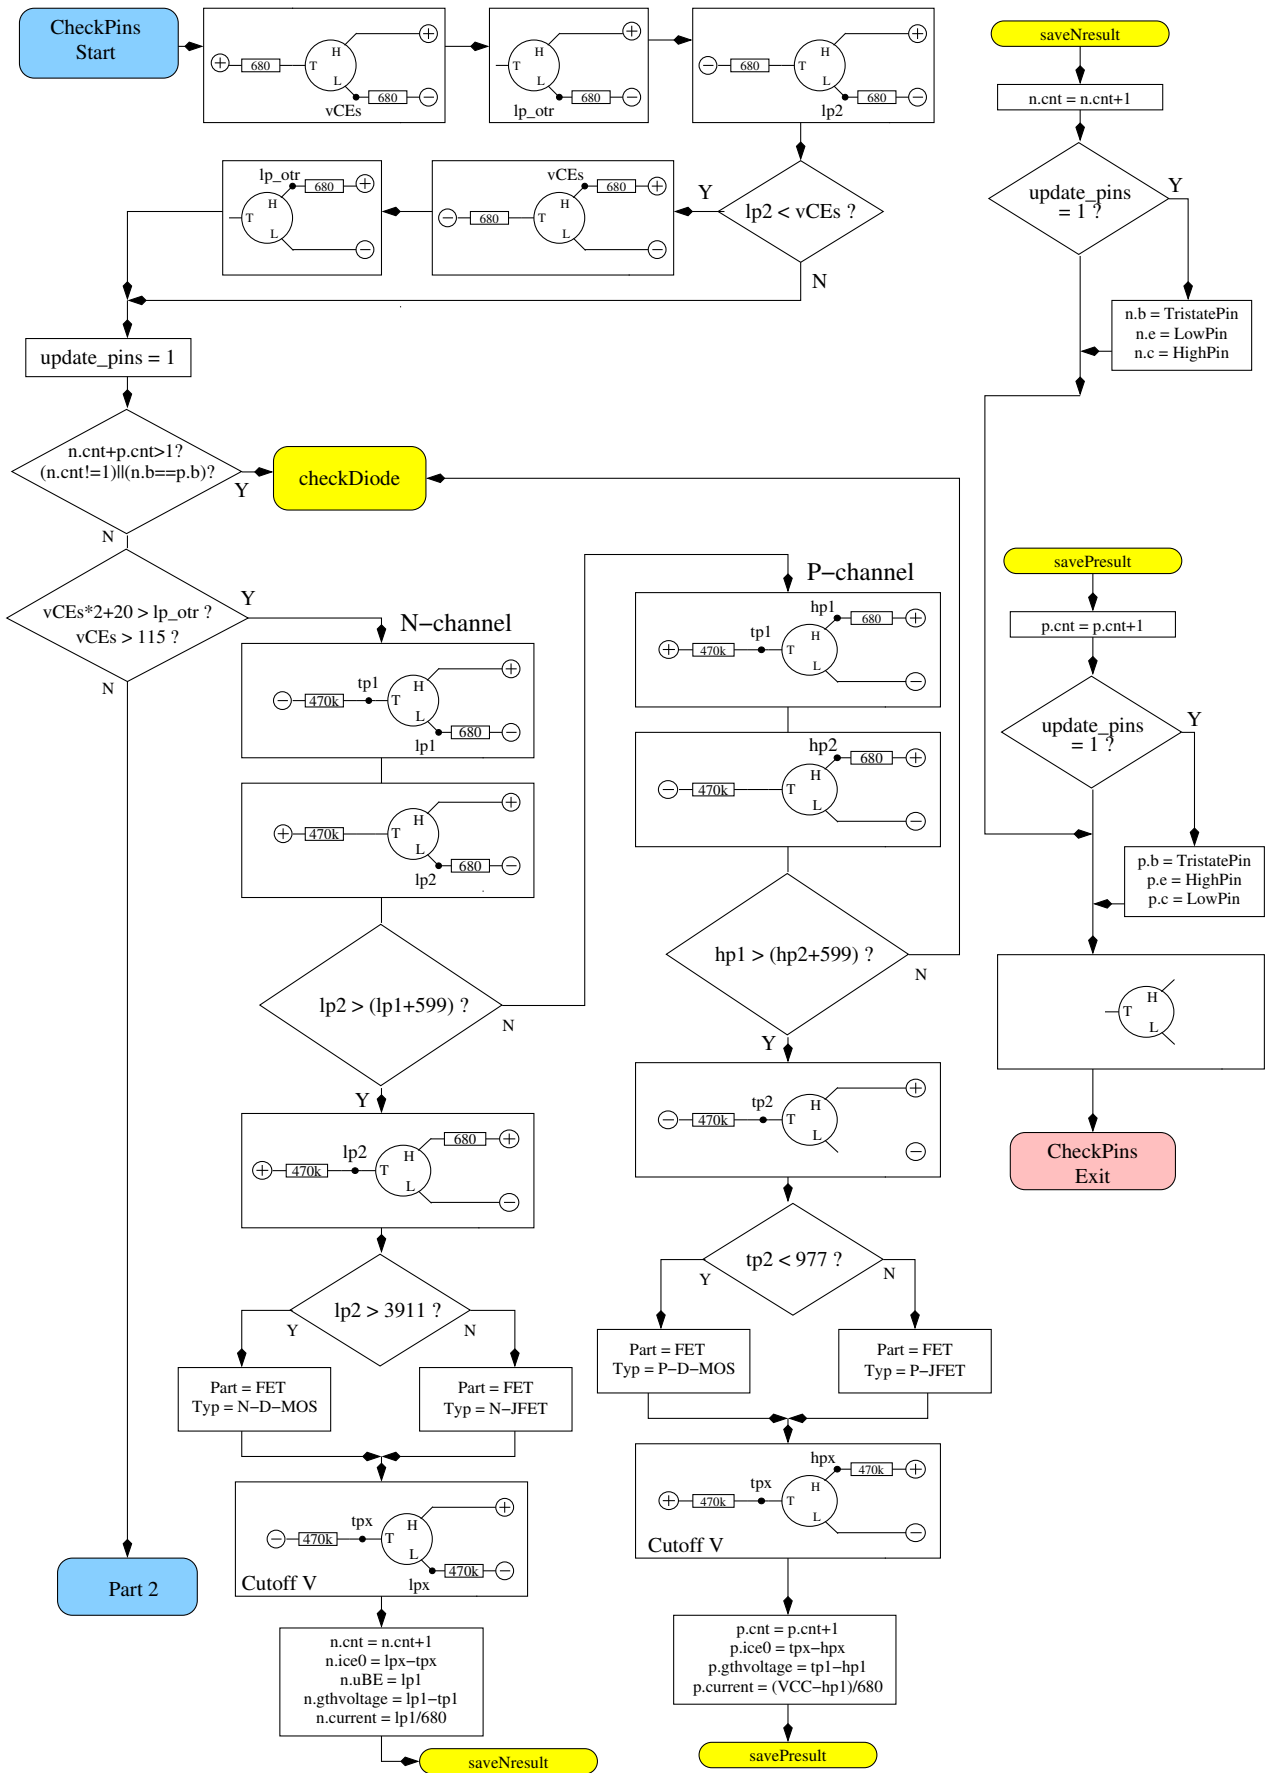 CheckPins
Start
680
T
H
L
680
vCEs
T
H
L
lp_otr
680
T
H
L
680
lp2
lp2 < vCEs ?
Y
N
vCEs
680
680
T
H
L
lp_otr
680
T
H
L
update_pins = 1
n.cnt+p.cnt>1?
(n.cnt!=1)||(n.b==p.b)?
Y
N
checkDiode
vCEs*2+20 > lp_otr ?
vCEs > 115 ?
Y
N
Part 2
N-channel
tp1
470k
T
H
L
680
lp1
470k
T
H
L
680
lp2
lp2 > (lp1+599) ?
N
Y
680
lp2
470k
T
H
L
lp2 > 3911 ?
Y
N
Part = FET
Typ = N-D-MOS
Part = FET
Typ = N-JFET
tpx
470k
T
H
L
470k
lpx
Cutoff V
n.cnt = n.cnt+1
n.ice0 = lpx-tpx
n.uBE = lp1
n.gthvoltage = lp1-tp1
n.current = lp1/680
saveNresult
P-channel
hp1
680
tp1
470k
T
H
L
hp2
680
470k
T
H
L
hp1 > (hp2+599) ?
N
Y
tp2
470k
T
H
L
tp2 < 977 ?
Y
N
Part = FET
Typ = P-D-MOS
Part = FET
Typ = P-JFET
hpx
470k
tpx
470k
T
H
L
Cutoff V
p.cnt = p.cnt+1
p.ice0 = tpx-hpx
p.gthvoltage = tp1-hp1
p.current = (VCC-hp1)/680
savePresult
saveNresult
n.cnt = n.cnt+1
update_pins
= 1 ?
Y
n.b = TristatePin
n.e = LowPin
n.c = HighPin
savePresult
p.cnt = p.cnt+1
update_pins
= 1 ?
Y
p.b = TristatePin
p.e = HighPin
p.c = LowPin
T
H
L
CheckPins
Exit